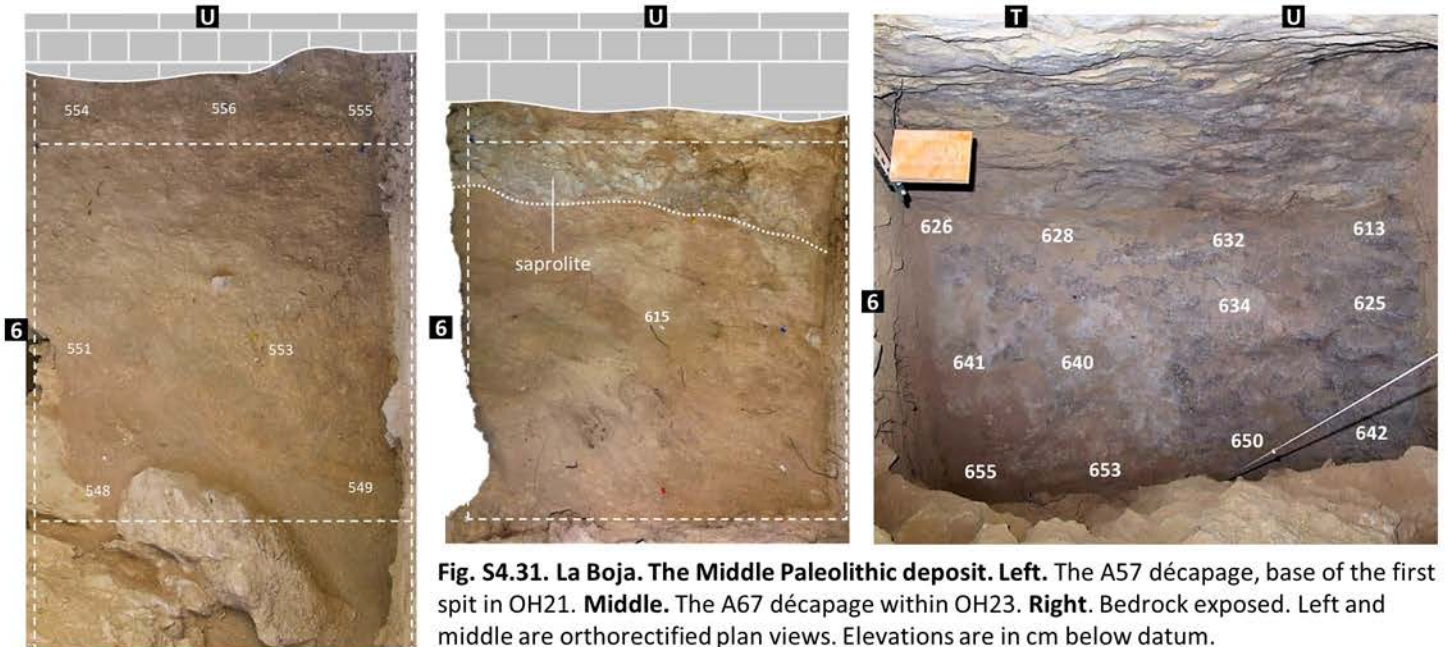 U
554 556 555
6
551 553
548 549
U
saprolite
6
615
T U
626 628 632 613
6
634 625
641 640
650 642
655 653
Fig. S4.31. La Boja. The Middle Paleolithic deposit. Left. The A57 décapage, base of the first
spit in OH21. Middle. The A67 décapage within OH23. Right. Bedrock exposed. Left and
middle are orthorectified plan views. Elevations are in cm below datum.